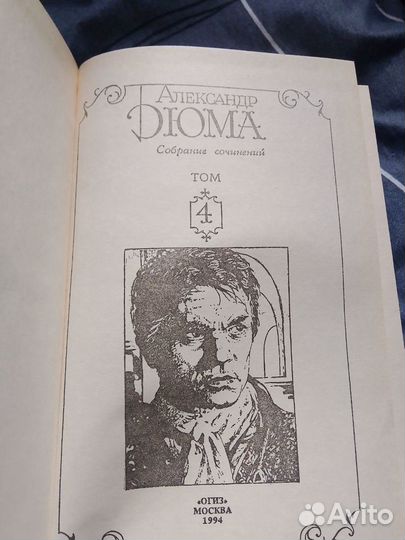 АЛЕКСАНДР
ДЮМА
Собрание сочинений
ТОМ
4
«ОГИЗ»
МОСКВА
1994
Avito